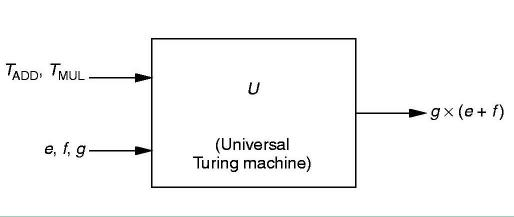 T_ADD, T_MUL
U
g × (e + f)
e, f, g
(Universal
Turing machine)